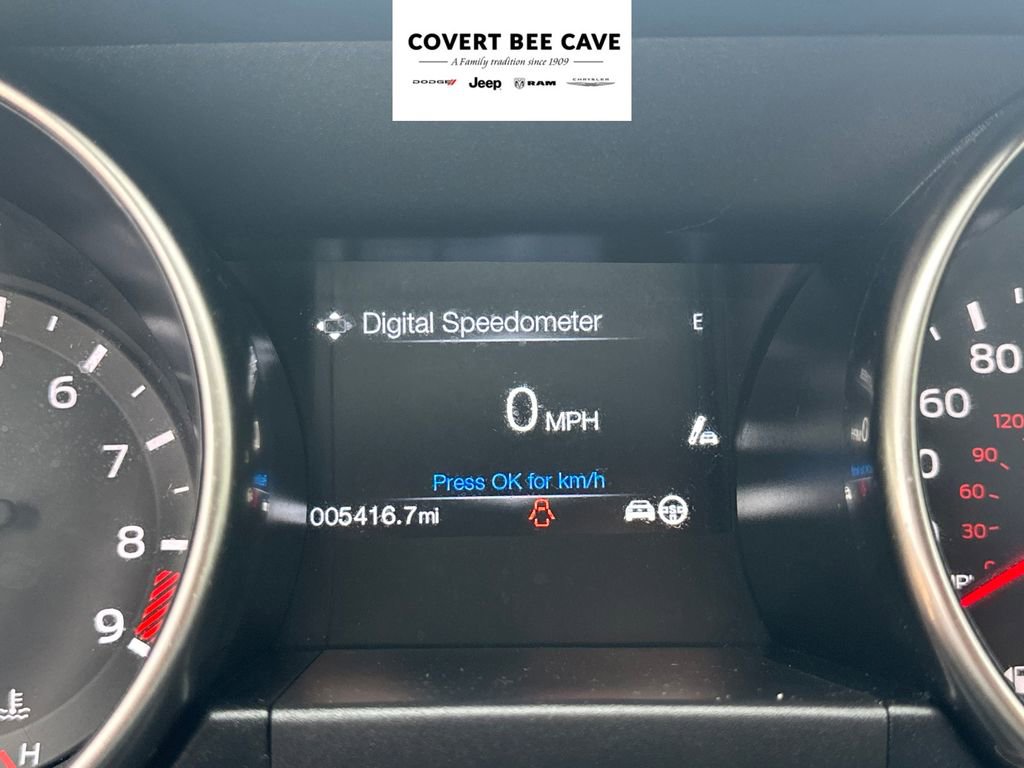 COVERT BEE CAVE
A Family tradition since 1909
DODGE Jeep RAM CHRYSLER
Digital Speedometer E
0 MPH
Press OK for km/h
005416.7mi
6
7
8
9
H
80
60
120
90
60
30
0